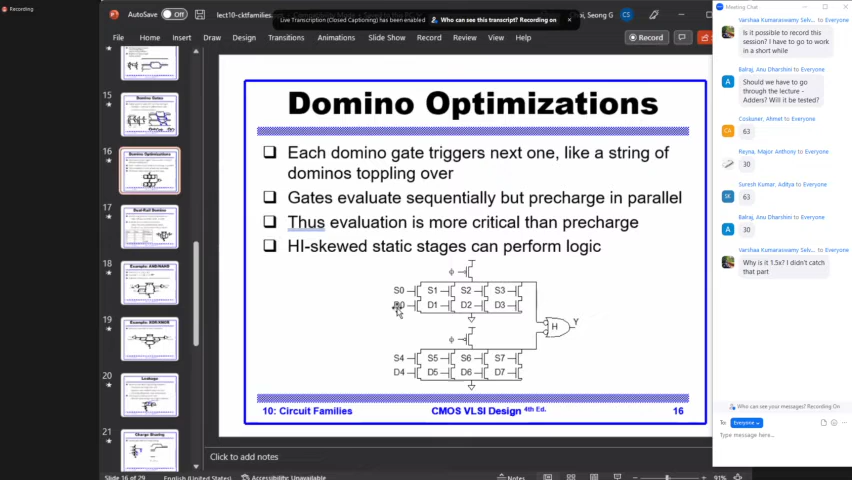 Recording
AutoSave
Off
lect10-cktfamilies
Live Transcription (Closed Captioning) has been enabled
Who can see this transcript? Recording on
Seong G
CS
File
Home
Insert
Draw
Design
Transitions
Animations
Slide Show
Record
Review
View
Help
Record
15
16
17
18
19
20
21
Domino Optimizations
Each domino gate triggers next one, like a string of
dominos toppling over
Gates evaluate sequentially but precharge in parallel
Thus evaluation is more critical than precharge
HI-skewed static stages can perform logic
ϕ
S0 S1 S2 S3
D0 D1 D2 D3
H
Y
ϕ
S4 S5 S6 S7
D4 D5 D6 D7
10: Circuit Families
CMOS VLSI Design 4th Ed.
16
Click to add notes
Slide 16 of 29
English (United States)
Accessibility: Unavailable
Notes
91%
Meeting Chat
Varshaa Kumaraswamy Selv... to Everyone
Is it possible to record this
session? I have to go to work
in a short while
Balraj, Anu Dharshini to Everyone
Should we have to go
through the lecture -
Adders? Will it be tested?
Coskuner, Ahmet to Everyone
63
Reyna, Major Anthony to Everyone
30
Suresh Kumar, Aditya to Everyone
63
Balraj, Anu Dharshini to Everyone
30
Varshaa Kumaraswamy Selv... to Everyone
Why is it 1.5x? I didn't catch
that part
Who can see your messages? Recording On
To:
Everyone
Type message here...